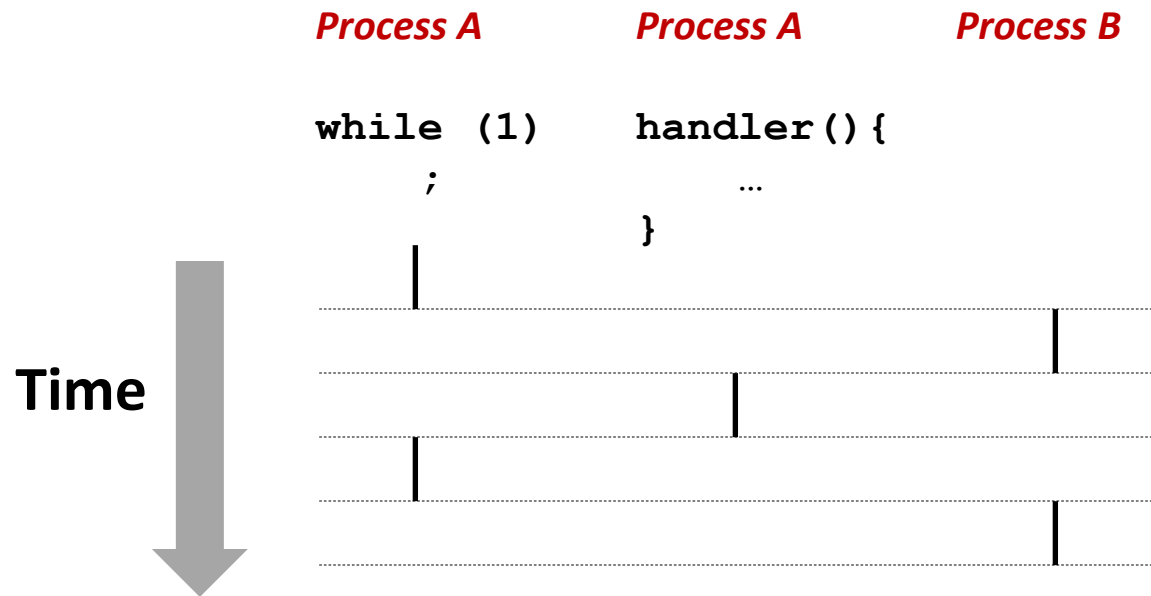 Process A Process A Process B
while (1) handler(){
; …
}
Time